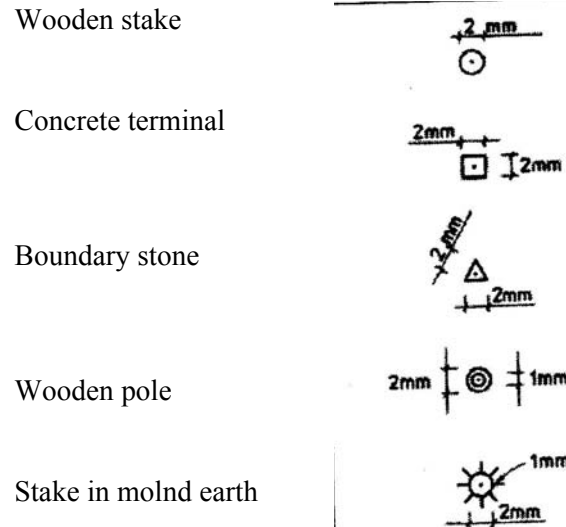 Wooden stake
2 mm
Concrete terminal
2mm
2mm
Boundary stone
2mm
2mm
Wooden pole
2mm
1mm
Stake in molnd earth
1mm
2mm